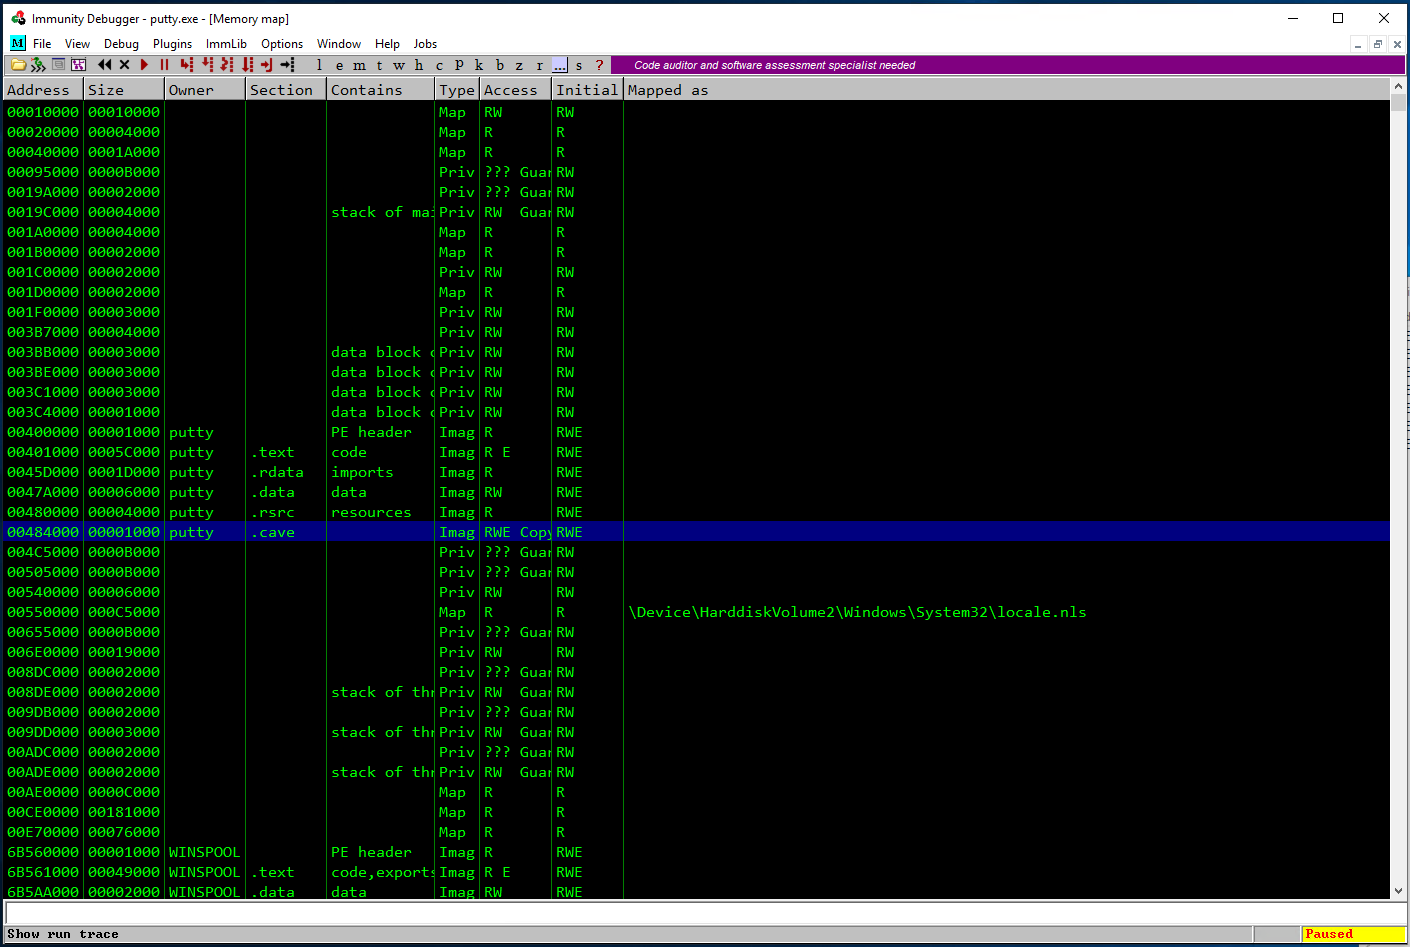 Immunity Debugger - putty.exe - [Memory map]
M File View Debug Plugins ImmLib Options Window Help Jobs
l e m t w h c P k b z r ... s ? Code auditor and software assessment specialist needed
Address Size Owner Section Contains Type Access Initial Mapped as
00010000 00010000 Map RW RW
00020000 00004000 Map R R
00040000 0001A000 Map R R
00095000 0000B000 Priv ??? Guar RW
0019A000 00002000 Priv ??? Guar RW
0019C000 00004000 stack of mai Priv RW Guar RW
001A0000 00004000 Map R R
001B0000 00002000 Map R R
001C0000 00002000 Priv RW RW
001D0000 00002000 Map R R
001F0000 00003000 Priv RW RW
003B7000 00004000 Priv RW RW
003BB000 00003000 data block o Priv RW RW
003BE000 00003000 data block o Priv RW RW
003C1000 00003000 data block o Priv RW RW
003C4000 00001000 data block o Priv RW RW
00400000 00001000 putty PE header Imag R RWE
00401000 0005C000 putty .text code Imag R E RWE
0045D000 0001D000 putty .rdata imports Imag R RWE
0047A000 00006000 putty .data data Imag RW RWE
00480000 00004000 putty .rsrc resources Imag R RWE
00484000 00001000 putty .cave Imag RWE Copy RWE
004C5000 0000B000 Priv ??? Guar RW
00505000 0000B000 Priv ??? Guar RW
00540000 00006000 Priv RW RW
00550000 000C5000 Map R R \Device\HarddiskVolume2\Windows\System32\locale.nls
00655000 0000B000 Priv ??? Guar RW
006E0000 00019000 Priv RW RW
008DC000 00002000 Priv ??? Guar RW
008DE000 00002000 stack of thr Priv RW Guar RW
009DB000 00002000 Priv ??? Guar RW
009DD000 00003000 stack of thr Priv RW Guar RW
00ADC000 00002000 Priv ??? Guar RW
00ADE000 00002000 stack of thr Priv RW Guar RW
00AE0000 0000C000 Map R R
00CE0000 00181000 Map R R
00E70000 00076000 Map R R
6B560000 00001000 WINSPOOL PE header Imag R RWE
6B561000 00049000 WINSPOOL .text code,exports Imag R E RWE
6B5AA000 00002000 WINSPOOL .data data Imag RW RWE
Show run trace Paused